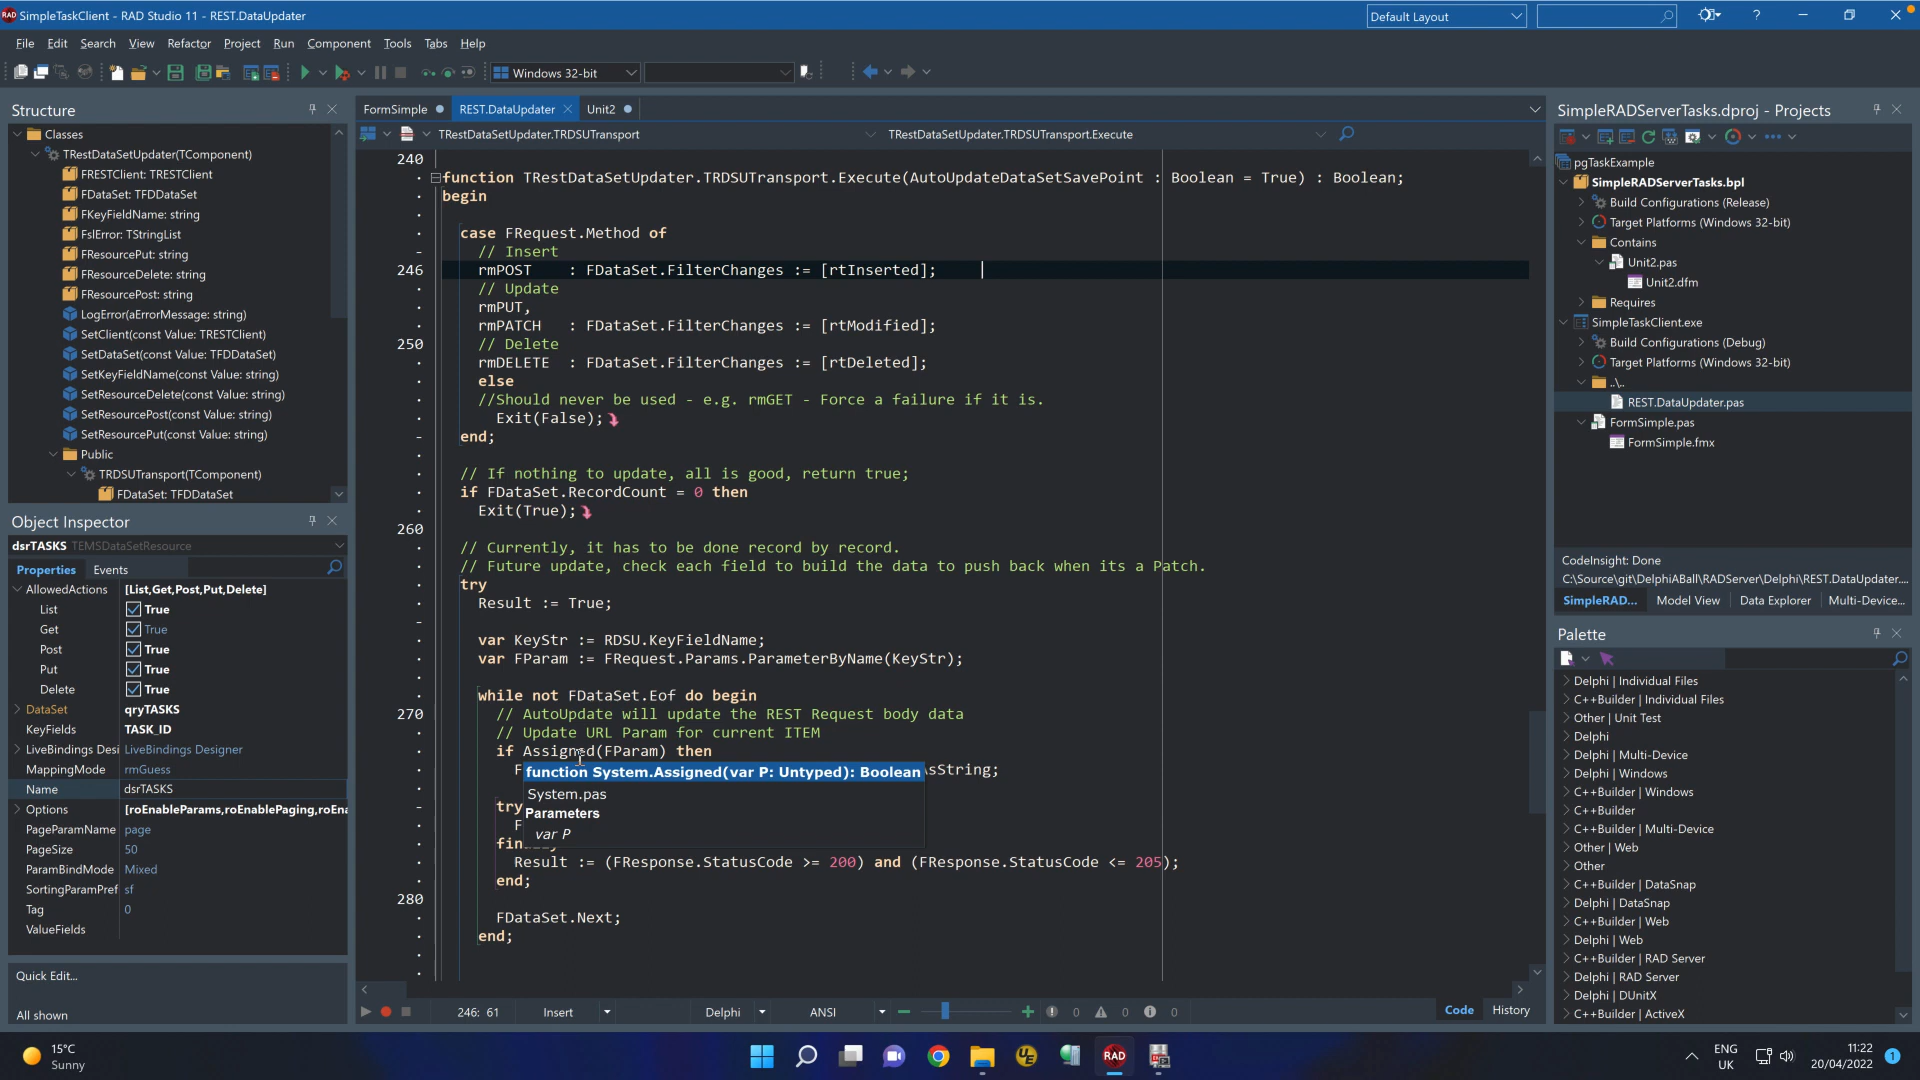 SimpleTaskClient - RAD Studio 11 - REST.DataUpdater
Default Layout
File Edit Search View Refactor Project Run Component Tools Tabs Help
Windows 32-bit
Structure
Classes
TRestDataSetUpdater(TComponent)
FRESTClient: TRESTClient
FDataSet: TFDDataSet
FKeyFieldName: string
FslError: TStringList
FResourcePut: string
FResourceDelete: string
FResourcePost: string
LogError(aErrorMessage: string)
SetClient(const Value: TRESTClient)
SetDataSet(const Value: TFDDataSet)
SetKeyFieldName(const Value: string)
SetResourceDelete(const Value: string)
SetResourcePost(const Value: string)
SetResourcePut(const Value: string)
Public
TRDSUTransport(TComponent)
FDataSet: TFDDataSet
Object Inspector
dsrTASKS TEMSDataSetResource
Properties Events
AllowedActions [List,Get,Post,Put,Delete]
List True
Get True
Post True
Put True
Delete True
DataSet qryTASKS
KeyFields TASK_ID
LiveBindings Desi LiveBindings Designer
MappingMode rmGuess
Name dsrTASKS
Options [roEnableParams,roEnablePaging,roEna
PageParamName page
PageSize 50
ParamBindMode Mixed
SortingParamPref sf
Tag 0
ValueFields
Quick Edit...
All shown
FormSimple REST.DataUpdater Unit2
TRestDataSetUpdater.TRDSUTransport TRestDataSetUpdater.TRDSUTransport.Execute
240
function TRestDataSetUpdater.TRDSUTransport.Execute(AutoUpdateDataSetSavePoint : Boolean = True) : Boolean;
begin
case FRequest.Method of
// Insert
246 rmPOST : FDataSet.FilterChanges := [rtInserted];
// Update
rmPUT,
rmPATCH : FDataSet.FilterChanges := [rtModified];
250 // Delete
rmDELETE : FDataSet.FilterChanges := [rtDeleted];
else
//Should never be used - e.g. rmGET - Force a failure if it is.
Exit(False);
end;
// If nothing to update, all is good, return true;
if FDataSet.RecordCount = 0 then
Exit(True);
260
// Currently, it has to be done record by record.
// Future update, check each field to build the data to push back when its a Patch.
try
Result := True;
var KeyStr := RDSU.KeyFieldName;
var FParam := FRequest.Params.ParameterByName(KeyStr);
while not FDataSet.Eof do begin
270 // AutoUpdate will update the REST Request body data
// Update URL Param for current ITEM
if Assigned(FParam) then
F sString;
function System.Assigned(var P: Untyped): Boolean
System.pas
try
Parameters
F
var P
Result := (FResponse.StatusCode >= 200) and (FResponse.StatusCode <= 205);
end;
280
FDataSet.Next;
end;
246: 61 Insert Delphi ANSI 0 0 0 Code History
SimpleRADServerTasks.dproj - Projects
pgTaskExample
SimpleRADServerTasks.bpl
Build Configurations (Release)
Target Platforms (Windows 32-bit)
Contains
Unit2.pas
Unit2.dfm
Requires
SimpleTaskClient.exe
Build Configurations (Debug)
Target Platforms (Windows 32-bit)
..\..
REST.DataUpdater.pas
FormSimple.pas
FormSimple.fmx
CodeInsight: Done
C:\Source\git\DelphiABall\RADServer\Delphi\REST.DataUpdater....
SimpleRAD... Model View Data Explorer Multi-Device...
Palette
Delphi | Individual Files
C++Builder | Individual Files
Other | Unit Test
Delphi
Delphi | Multi-Device
Delphi | Windows
C++Builder | Windows
C++Builder
C++Builder | Multi-Device
Other | Web
Other
C++Builder | DataSnap
Delphi | DataSnap
C++Builder | Web
Delphi | Web
C++Builder | RAD Server
Delphi | RAD Server
Delphi | DUnitX
C++Builder | ActiveX
15°C
Sunny
RAD
ENG
UK
11:22
20/04/2022
1